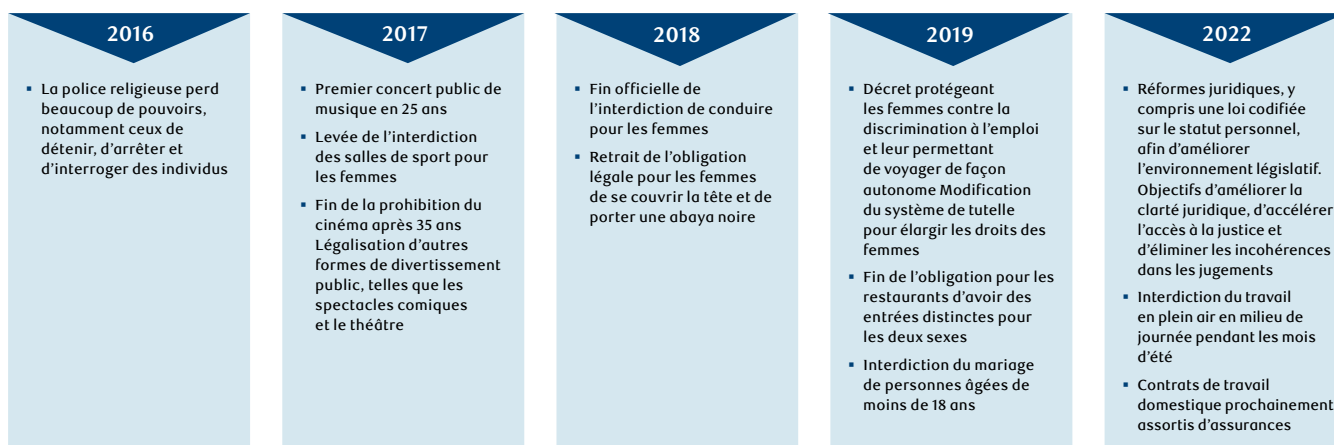 2016
▪ La police religieuse perd
beaucoup de pouvoirs,
notamment ceux de
détenir, d’arrêter et
d’interroger des individus
2017
▪ Premier concert public de
musique en 25 ans
▪ Levée de l’interdiction
des salles de sport pour
les femmes
▪ Fin de la prohibition du
cinéma après 35 ans
Légalisation d’autres
formes de divertissement
public, telles que les
spectacles comiques
et le théâtre
2018
▪ Fin officielle de
l’interdiction de conduire
pour les femmes
▪ Retrait de l’obligation
légale pour les femmes
de se couvrir la tête et de
porter une abaya noire
2019
▪ Décret protégeant
les femmes contre la
discrimination à l’emploi
et leur permettant
de voyager de façon
autonome Modification
du système de tutelle
pour élargir les droits des
femmes
▪ Fin de l’obligation pour les
restaurants d’avoir des
entrées distinctes pour
les deux sexes
▪ Interdiction du mariage
de personnes âgées de
moins de 18 ans
2022
▪ Réformes juridiques, y
compris une loi codifiée
sur le statut personnel,
afin d’améliorer
l’environnement législatif.
Objectifs d’améliorer la
clarté juridique, d’accélérer
l’accès à la justice et
d’éliminer les incohérences
dans les jugements
▪ Interdiction du travail
en plein air en milieu de
journée pendant les mois
d’été
▪ Contrats de travail
domestique prochainement
assortis d’assurances